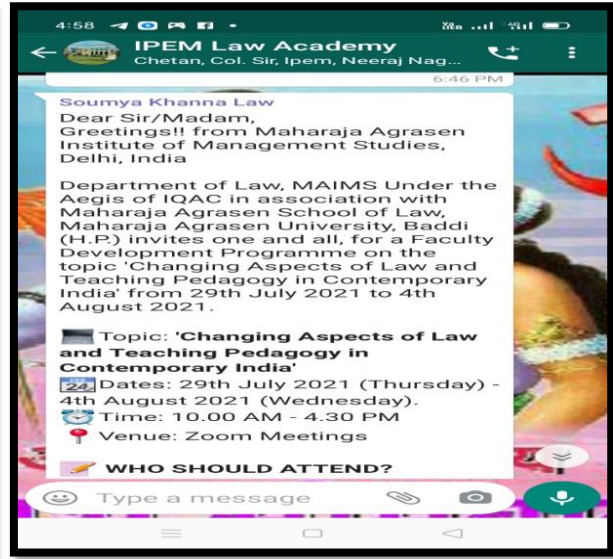 4:58
IPEM Law Academy
Chetan, Col. Sir, Ipem, Neeraj Nag...
6:46 PM
Soumya Khanna Law
Dear Sir/Madam,
Greetings!! from Maharaja Agrasen
Institute of Management Studies,
Delhi, India
Department of Law, MAIMS Under the
Aegis of IQAC in association with
Maharaja Agrasen School of Law,
Maharaja Agrasen University, Baddi
(H.P.) invites one and all, for a Faculty
Development Programme on the
topic 'Changing Aspects of Law and
Teaching Pedagogy in Contemporary
India' from 29th July 2021 to 4th
August 2021.
Topic: 'Changing Aspects of Law
and Teaching Pedagogy in
Contemporary India'
Dates: 29th July 2021 (Thursday) -
4th August 2021 (Wednesday).
Time: 10.00 AM - 4.30 PM
Venue: Zoom Meetings
WHO SHOULD ATTEND?
Type a message